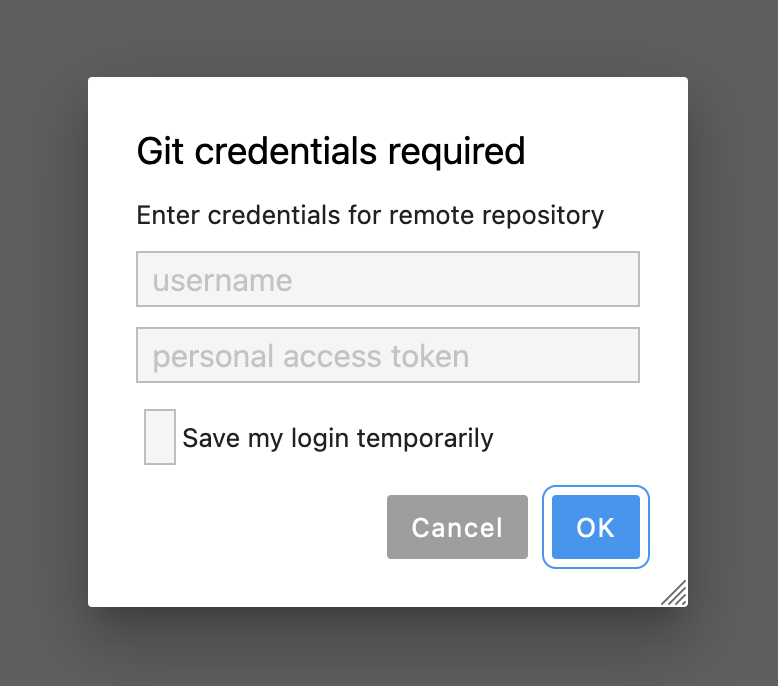 Git credentials required
Enter credentials for remote repository
username
personal access token
Save my login temporarily
Cancel OK